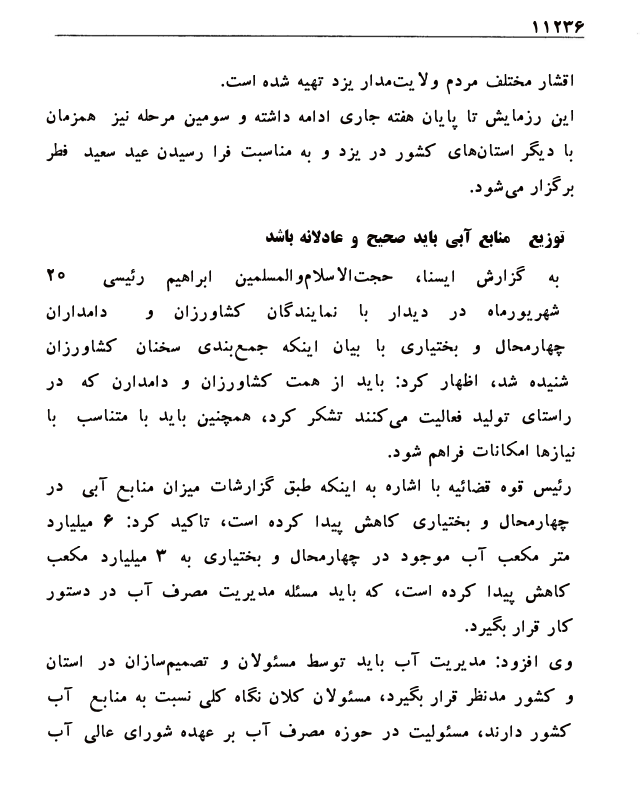 ۱۱۲۳۶
اقشار مختلف مردم ولایت‌مدار یزد تهیه شده است.
این رزمایش تا پایان هفته جاری ادامه داشته و سومین مرحله نیز همزمان
با دیگر استان‌های کشور در یزد و به مناسبت فرا رسیدن عید سعید فطر
برگزار می‌شود.
توزیع منابع آبی باید صحیح و عادلانه باشد
به گزارش ایسنا، حجت‌الاسلام‌والمسلمین ابراهیم رئیسی ۲۰
شهریورماه در دیدار با نمایندگان کشاورزان و دامداران
چهارمحال و بختیاری با بیان اینکه جمع‌بندی سخنان کشاورزان
شنیده شد، اظهار کرد: باید از همت کشاورزان و دامدارن که در
راستای تولید فعالیت می‌کنند تشکر کرد، همچنین باید با متناسب با
نیازها امکانات فراهم شود.
رئیس قوه قضائیه با اشاره به اینکه طبق گزارشات میزان منابع آبی در
چهارمحال و بختیاری کاهش پیدا کرده است، تاکید کرد: ۶ میلیارد
متر مکعب آب موجود در چهارمحال و بختیاری به ۳ میلیارد مکعب
کاهش پیدا کرده است، که باید مسئله مدیریت مصرف آب در دستور
کار قرار بگیرد.
وی افزود: مدیریت آب باید توسط مسئولان و تصمیم‌سازان در استان
و کشور مدنظر قرار بگیرد، مسئولان کلان نگاه کلی نسبت به منابع آب
کشور دارند، مسئولیت در حوزه مصرف آب بر عهده شورای عالی آب